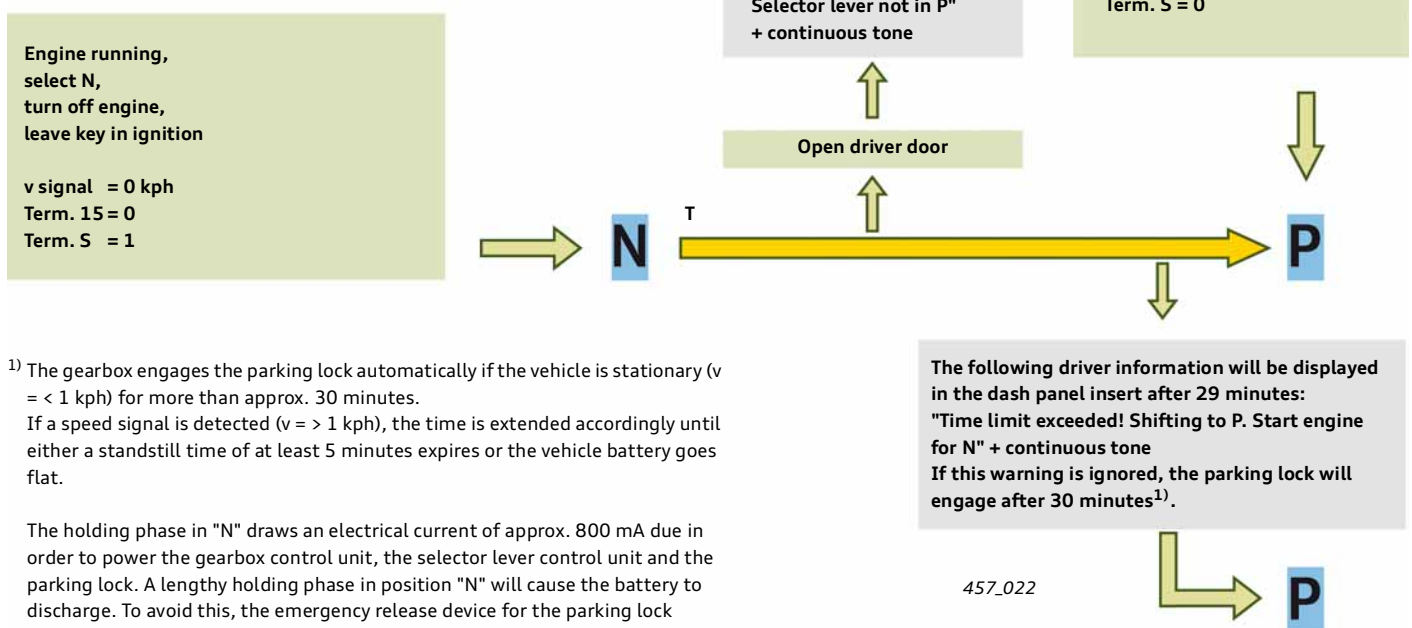 Selector lever not in P"
+ continuous tone
Term. S = 0
Engine running,
select N,
turn off engine,
leave key in ignition
v signal = 0 kph
Term. 15 = 0
Term. S = 1
Open driver door
N
T
P
1) The gearbox engages the parking lock automatically if the vehicle is stationary (v
= < 1 kph) for more than approx. 30 minutes.
If a speed signal is detected (v = > 1 kph), the time is extended accordingly until
either a standstill time of at least 5 minutes expires or the vehicle battery goes
flat.
The holding phase in "N" draws an electrical current of approx. 800 mA due in
order to power the gearbox control unit, the selector lever control unit and the
parking lock. A lengthy holding phase in position "N" will cause the battery to
discharge. To avoid this, the emergency release device for the parking lock
The following driver information will be displayed
in the dash panel insert after 29 minutes:
"Time limit exceeded! Shifting to P. Start engine
for N" + continuous tone
If this warning is ignored, the parking lock will
engage after 30 minutes1).
457_022
P